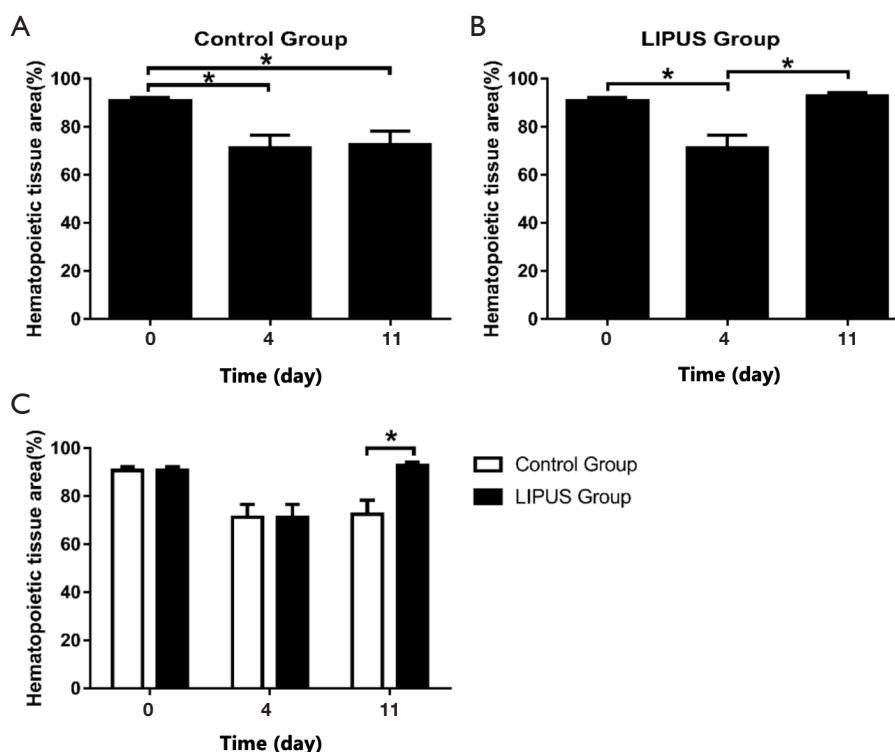 A
Control Group
Hematopoietic tissue area(%)
100
80
60
40
20
0
*
*
0 4 11
Time (day)
B
LIPUS Group
Hematopoietic tissue area(%)
100
80
60
40
20
0
*
*
0 4 11
Time (day)
C
Hematopoietic tissue area(%)
100
80
60
40
20
0
*
0 4 11
Time (day)
Control Group
LIPUS Group